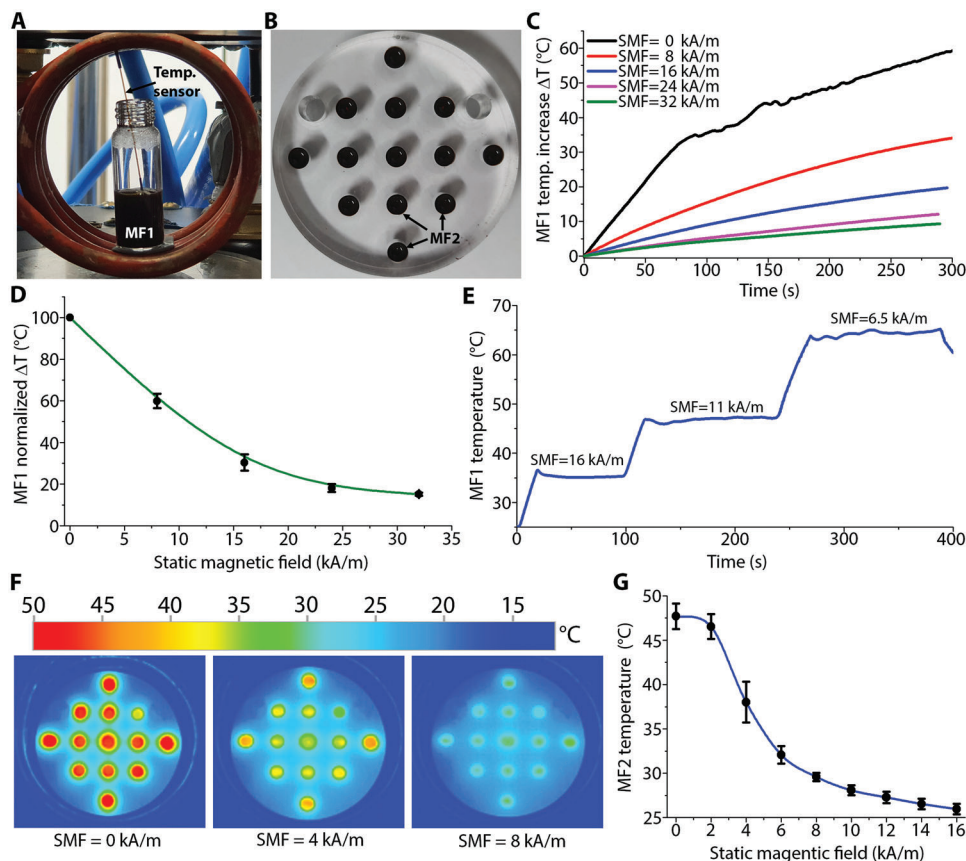 A
Temp.
sensor
MF1
B
MF2
C
MF1 temp. increase ΔT (°C)
60
50
40
30
20
10
0
SMF= 0 kA/m
SMF= 8 kA/m
SMF=16 kA/m
SMF=24 kA/m
SMF=32 kA/m
0 50 100 150 200 250 300
Time (s)
D
MF1 normalized ΔT (°C)
100
80
60
40
20
0
0 5 10 15 20 25 30 35
Static magnetic field (kA/m)
E
MF1 temperature (°C)
65
55
45
35
SMF=16 kA/m
SMF=11 kA/m
SMF=6.5 kA/m
0 100 200 300 400
Time (s)
F
50 45 40 35 30 25 20 15
°C
SMF = 0 kA/m
SMF = 4 kA/m
SMF = 8 kA/m
G
MF2 temperature (°C)
50
45
40
35
30
25
0 2 4 6 8 10 12 14 16
Static magentic field (kA/m)